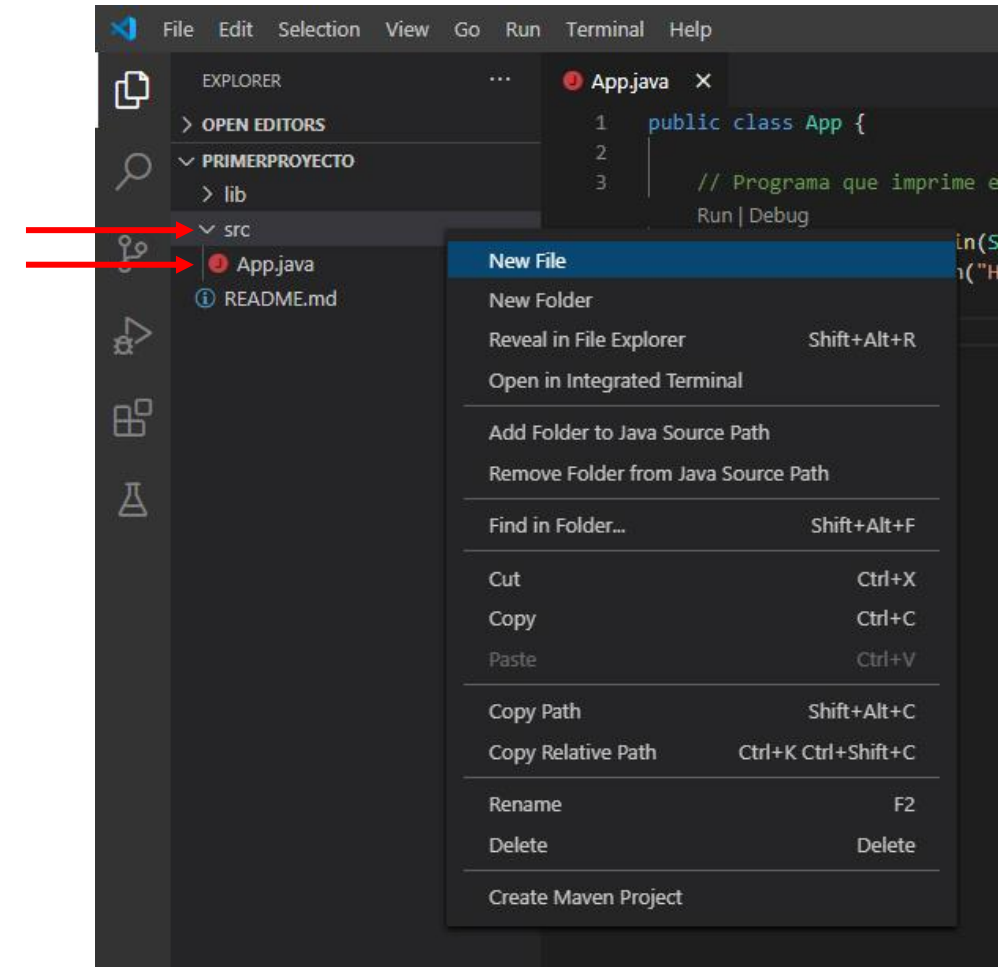 File Edit Selection View Go Run Terminal Help
EXPLORER ...
OPEN EDITORS
PRIMERPROYECTO
lib
src
App.java
README.md
App.java
1 public class App {
2
3 // Programa que imprime e
Run | Debug
in(S
n("H
New File
New Folder
Reveal in File Explorer Shift+Alt+R
Open in Integrated Terminal
Add Folder to Java Source Path
Remove Folder from Java Source Path
Find in Folder... Shift+Alt+F
Cut Ctrl+X
Copy Ctrl+C
Paste Ctrl+V
Copy Path Shift+Alt+C
Copy Relative Path Ctrl+K Ctrl+Shift+C
Rename F2
Delete Delete
Create Maven Project